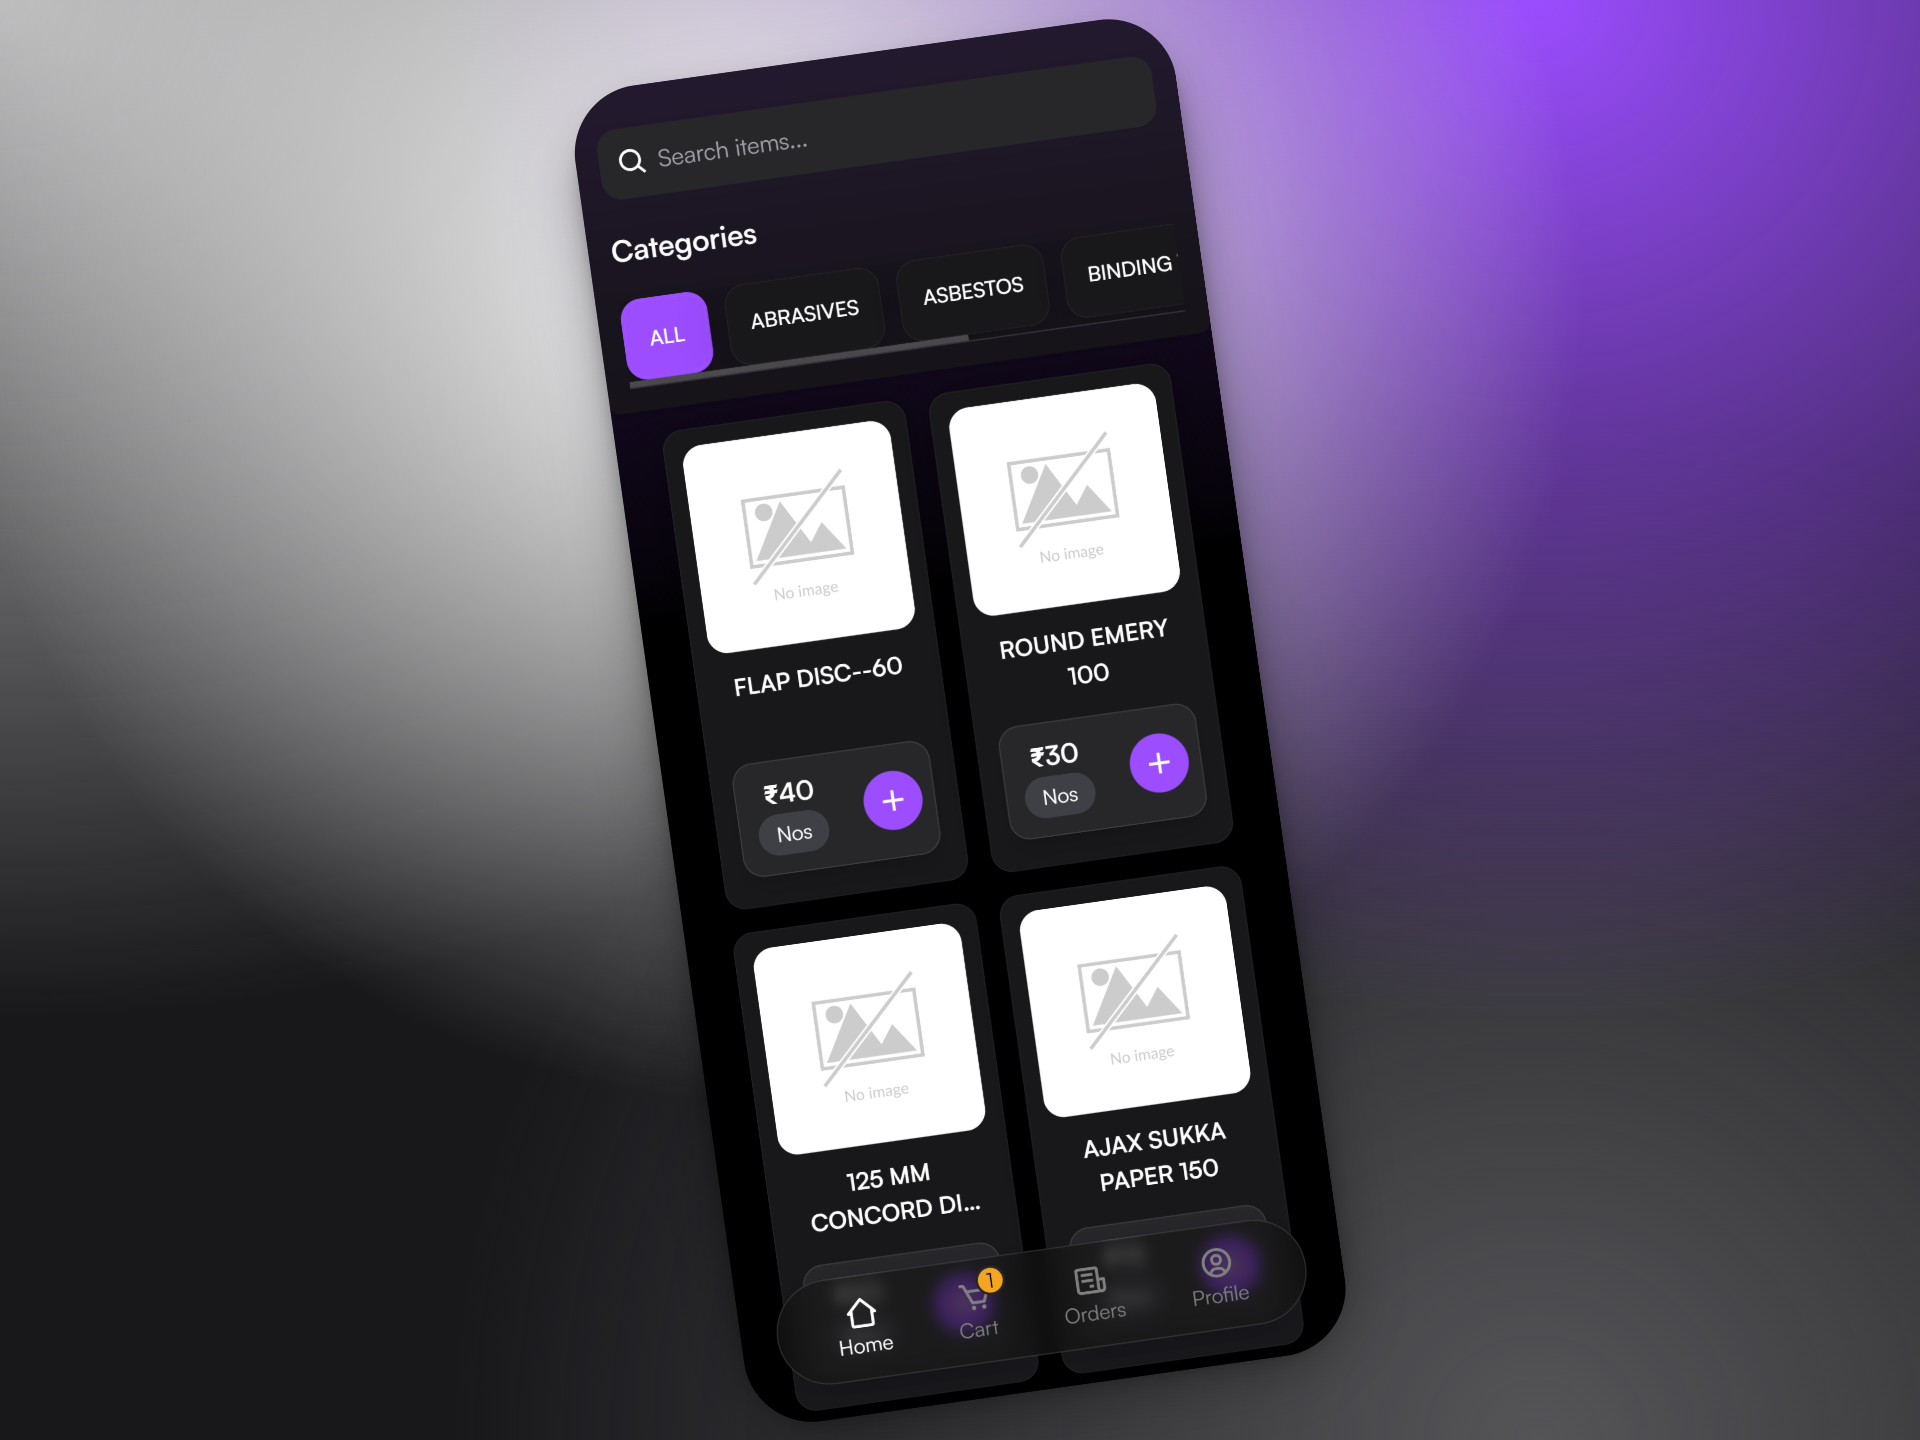 Search items...
Categories
ALL
ABRASIVES
ASBESTOS
BINDING
No image
No image
FLAP DISC--60
ROUND EMERY
100
₹40
Nos
₹30
Nos
No image
No image
125 MM
CONCORD DI...
AJAX SUKKA
PAPER 150
1
Home
Cart
Orders
Profile